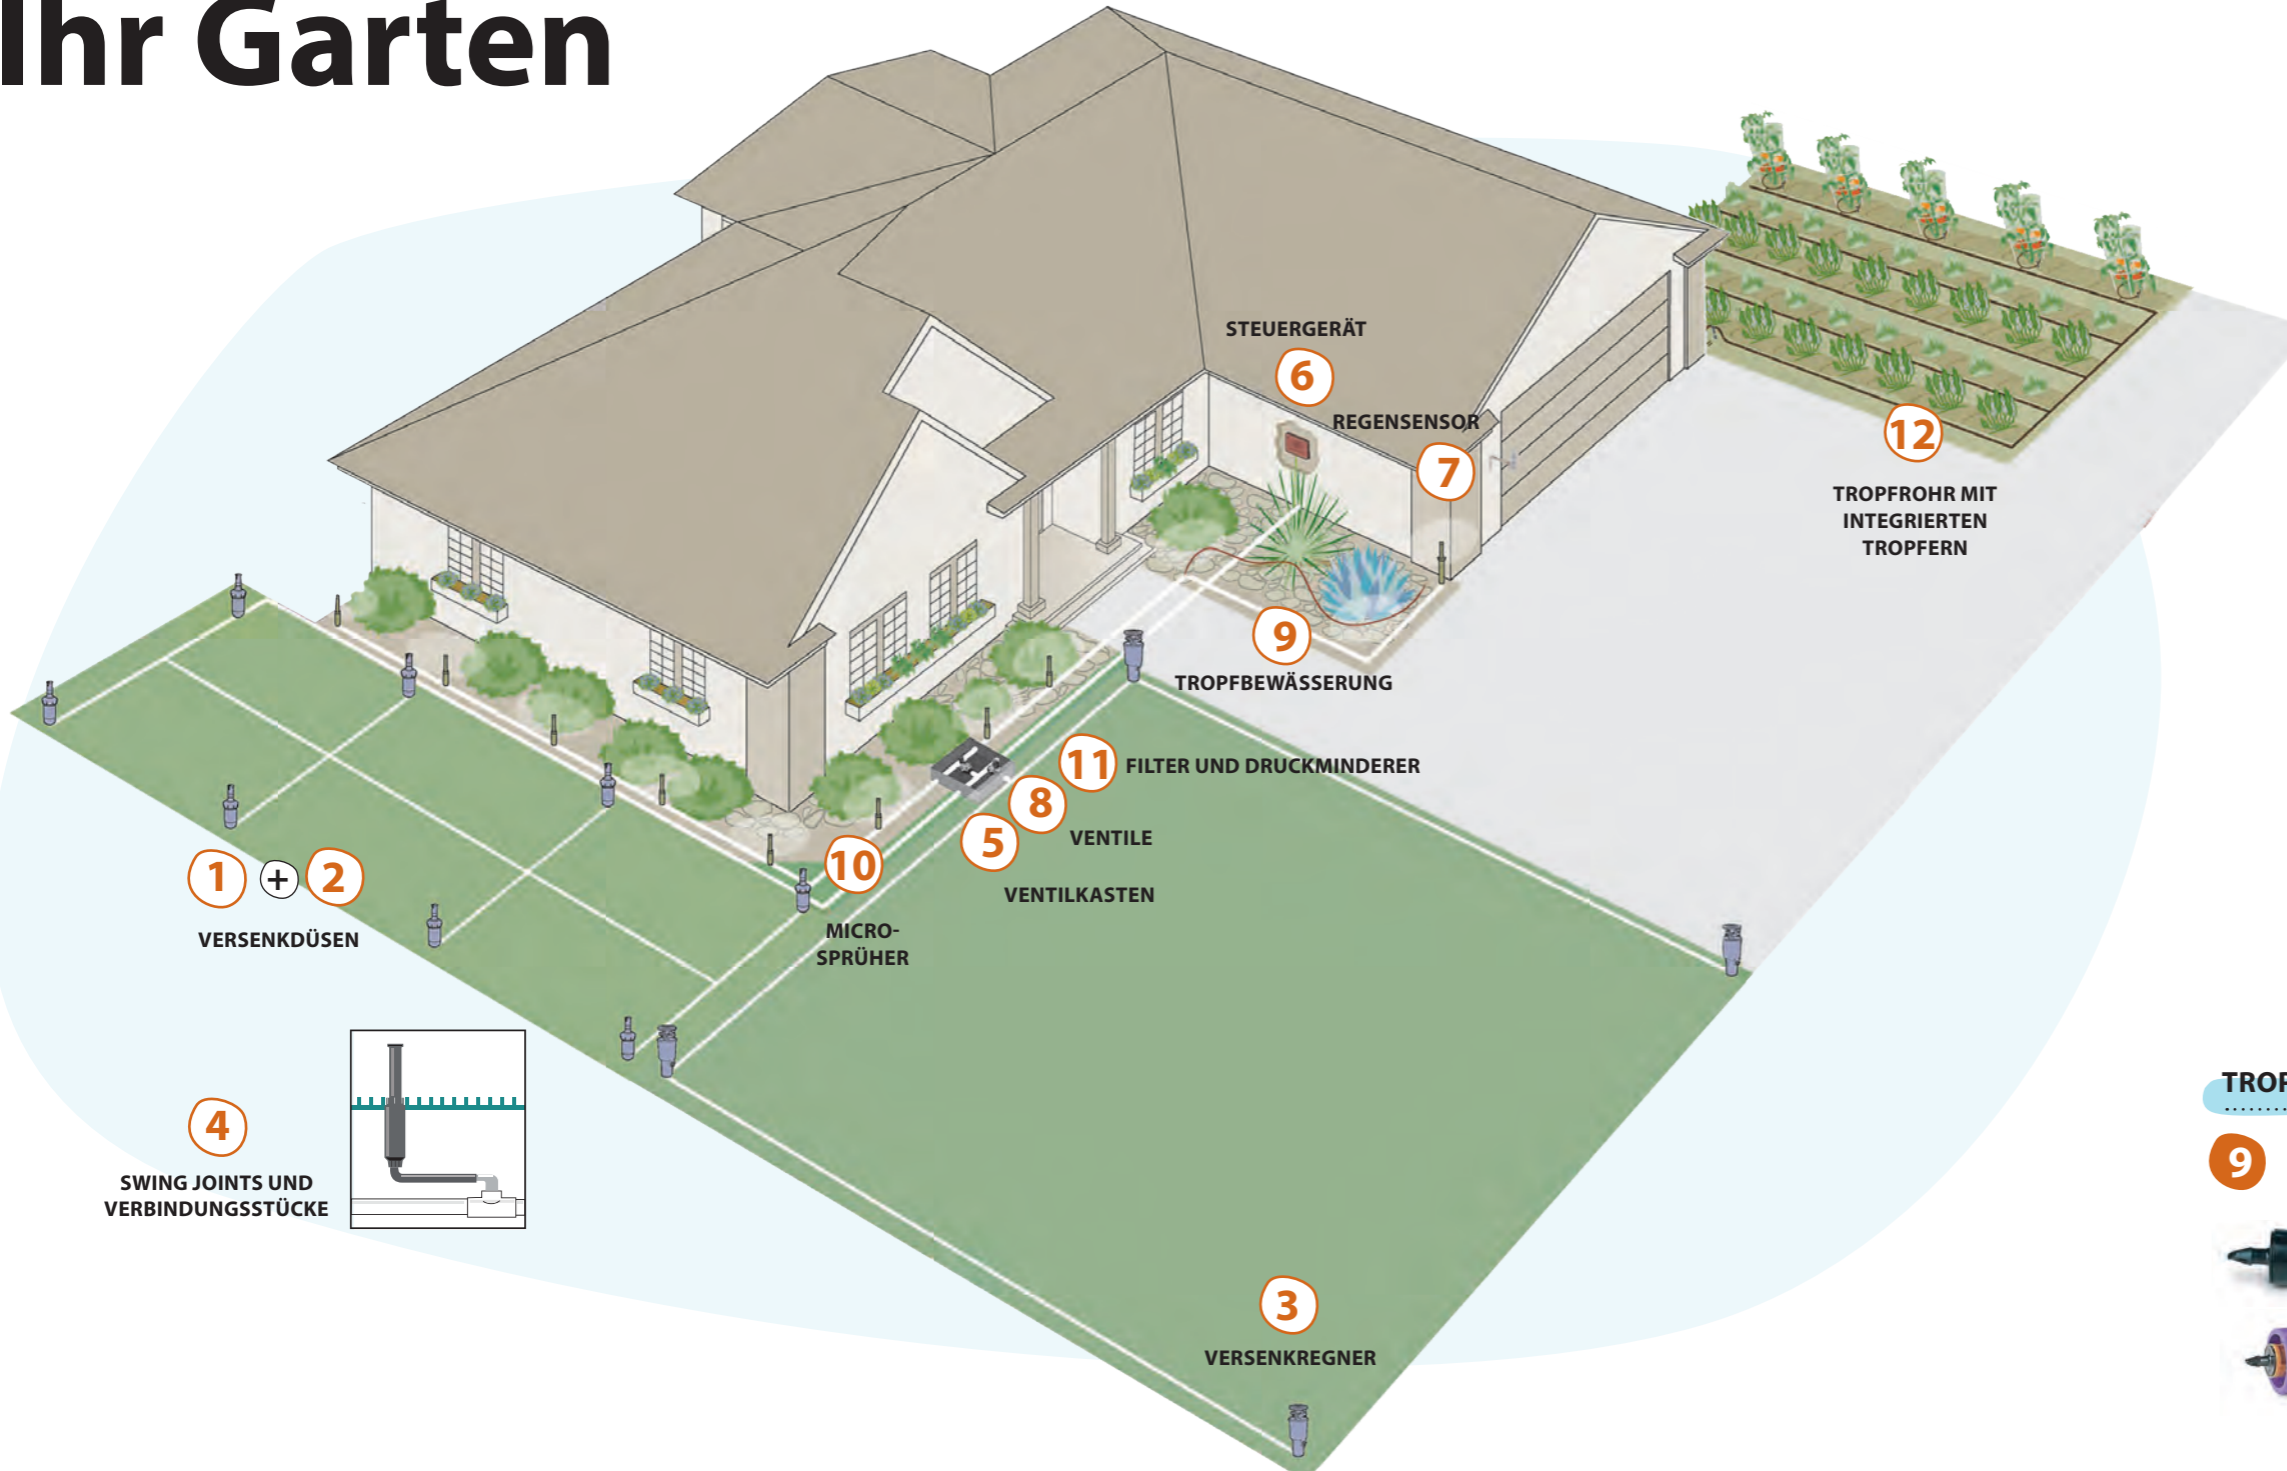 Ihr Garten
STEUERGERÄT
6
REGENSENSOR
7
12
TROPFROHR MIT
INTEGRIERTEN
TROPFERN
9
TROPFBEWÄSSERUNG
11 FILTER UND DRUCKMINDERER
8
VENTILE
5
VENTILKASTEN
10
MICRO-
SPRÜHER
1 + 2
VERSENKDÜSEN
4
SWING JOINTS UND
VERBINDUNGSSTÜCKE
3
VERSENKREGNER
TROP
9